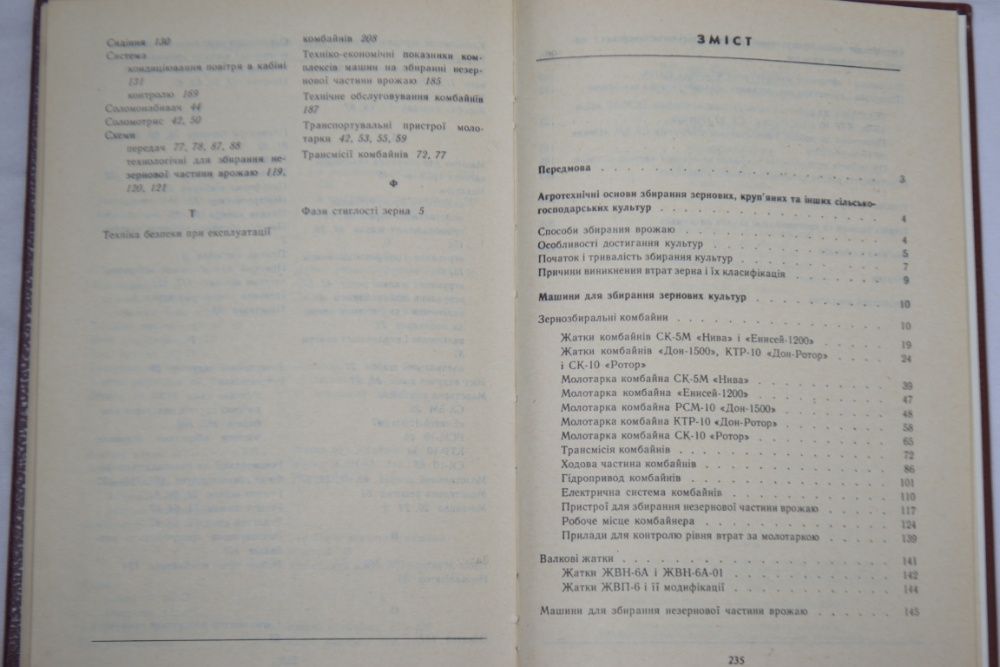 Сидіння 130
Система
кондиціювання повітря в кабіні
131
контролю 169
Соломонабивач 44
Соломотряс 42, 50
Схеми
передач 77, 78, 87, 88
технологічні для збирання не-
зернової частини врожаю 119,
120, 121
Т
Техніка безпеки при експлуатації
комбайнів 208
Техніко-економічні показники ком-
плексів машин на збиранні незер-
нової частини врожаю 185
Технічне обслуговування комбайнів
187
Транспортувальні пристрої моло-
тарки 42, 53, 55, 59
Трансмісії комбайнів 72, 77
Ф
Фази стиглості зерна 5
ЗМІСТ
Передмова . . . . . . . . . . . . 3
Агротехнічні основи збирання зернових, круп'яних та інших сільсько-
господарських культур . . . . . . . . . . 4
Способи збирання врожаю . . . . . . . . . . 4
Особливості достигання культур . . . . . . . . . 5
Початок і тривалість збирання культур . . . . . . . 7
Причини виникнення втрат зерна і їх класифікація . . . . . 9
Машини для збирання зернових культур . . . . . . . 10
Зернозбиральні комбайни . . . . . . . . . . 10
Жатки комбайнів СК-5М «Нива» і «Енисей-1200» . . . . 19
Жатки комбайнів «Дон-1500», КТР-10 «Дон-Ротор»
і СК-10 «Ротор» . . . . . . . . . . 24
Молотарка комбайна СК-5М «Нива» . . . . . . . 39
Молотарка комбайна «Енисей-1200» . . . . . . . 47
Молотарка комбайна РСМ-10 «Дон-1500» . . . . . . 48
Молотарка комбайна КТР-10 «Дон-Ротор» . . . . . . 58
Молотарка комбайна СК-10 «Ротор» . . . . . . . 65
Трансмісія комбайнів . . . . . . . . . . 72
Ходова частина комбайнів . . . . . . . . . 86
Гідропривод комбайнів . . . . . . . . . . 101
Електрична система комбайнів . . . . . . . . 110
Пристрої для збирання незернової частини врожаю . . . . 117
Робоче місце комбайнера . . . . . . . . . 124
Прилади для контролю рівня втрат за молотаркою . . . . 139
Валкові жатки . . . . . . . . . . . . 141
Жатки ЖВН-6А і ЖВН-6А-01 . . . . . . . . 142
Жатки ЖВП-6 і її модифікації . . . . . . . . 144
Машини для збирання незернової частини врожаю . . . . . 145
235